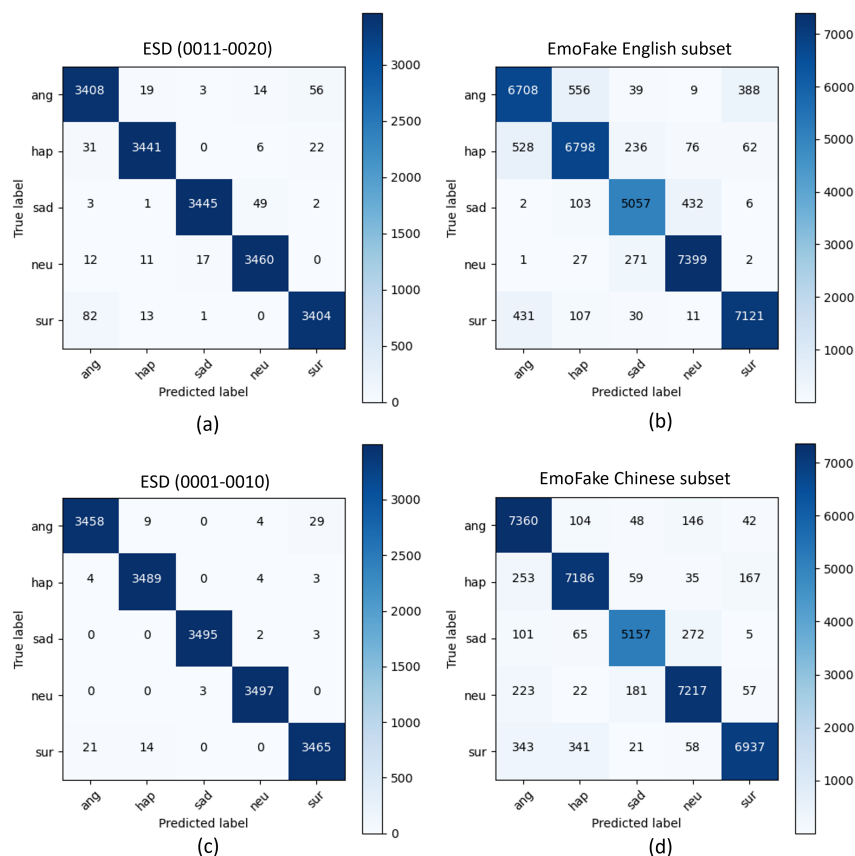 ESD (0011-0020)
ang 3408 19 3 14 56
hap 31 3441 0 6 22
sad 3 1 3445 49 2
neu 12 11 17 3460 0
sur 82 13 1 0 3404
ang hap sad neu sur
True label
Predicted label
3000
2500
2000
1500
1000
500
0
(a)
EmoFake English subset
ang 6708 556 39 9 388
hap 528 6798 236 76 62
sad 2 103 5057 432 6
neu 1 27 271 7399 2
sur 431 107 30 11 7121
ang hap sad neu sur
True label
Predicted label
7000
6000
5000
4000
3000
2000
1000
(b)
ESD (0001-0010)
ang 3458 9 0 4 29
hap 4 3489 0 4 3
sad 0 0 3495 2 3
neu 0 0 3 3497 0
sur 21 14 0 0 3465
ang hap sad neu sur
True label
Predicted label
3000
2500
2000
1500
1000
500
0
(c)
EmoFake Chinese subset
ang 7360 104 48 146 42
hap 253 7186 59 35 167
sad 101 65 5157 272 5
neu 223 22 181 7217 57
sur 343 341 21 58 6937
ang hap sad neu sur
True label
Predicted label
7000
6000
5000
4000
3000
2000
1000
(d)